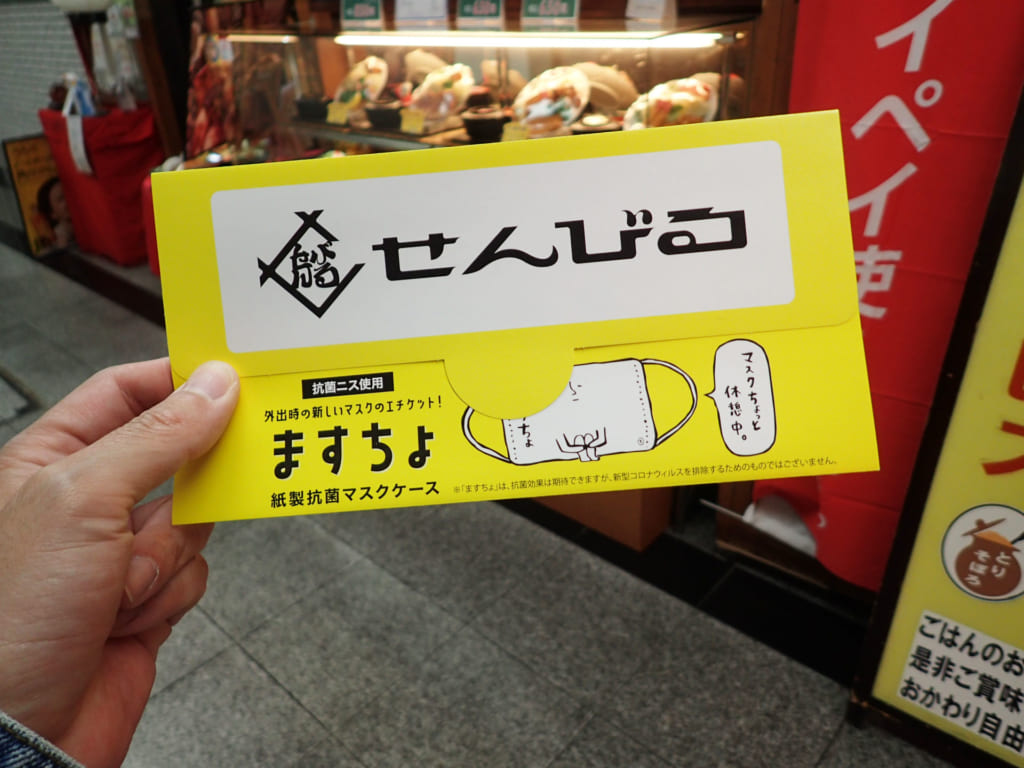 せんびる
抗菌ニス使用
外出時の新しいマスクのエチケット!
ますちょ
紙製抗菌マスクケース
ちょ
マスクちょっと
休憩中。
※「ますちょ」は、抗菌効果は期待できますが、新型コロナウィルスを排除するためのものではございません。
イペイ使
とり
そぼろ
ごはんのお
是非ご賞味
おかわり自由